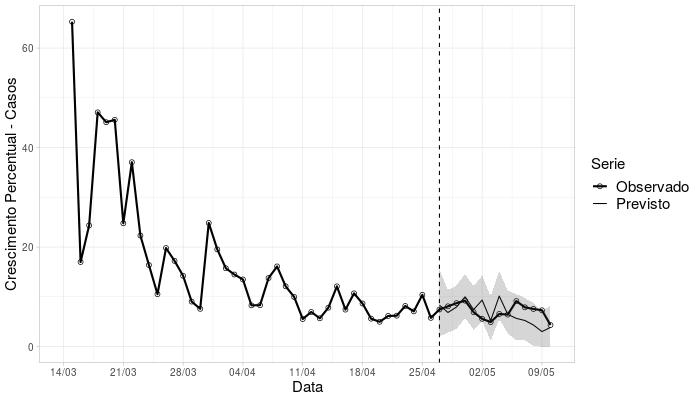 Crescimento Percentual - Casos
60
40
20
0
14/03 21/03 28/03 04/04 11/04 18/04 25/04 02/05 09/05
Data
Serie
Observado
Previsto